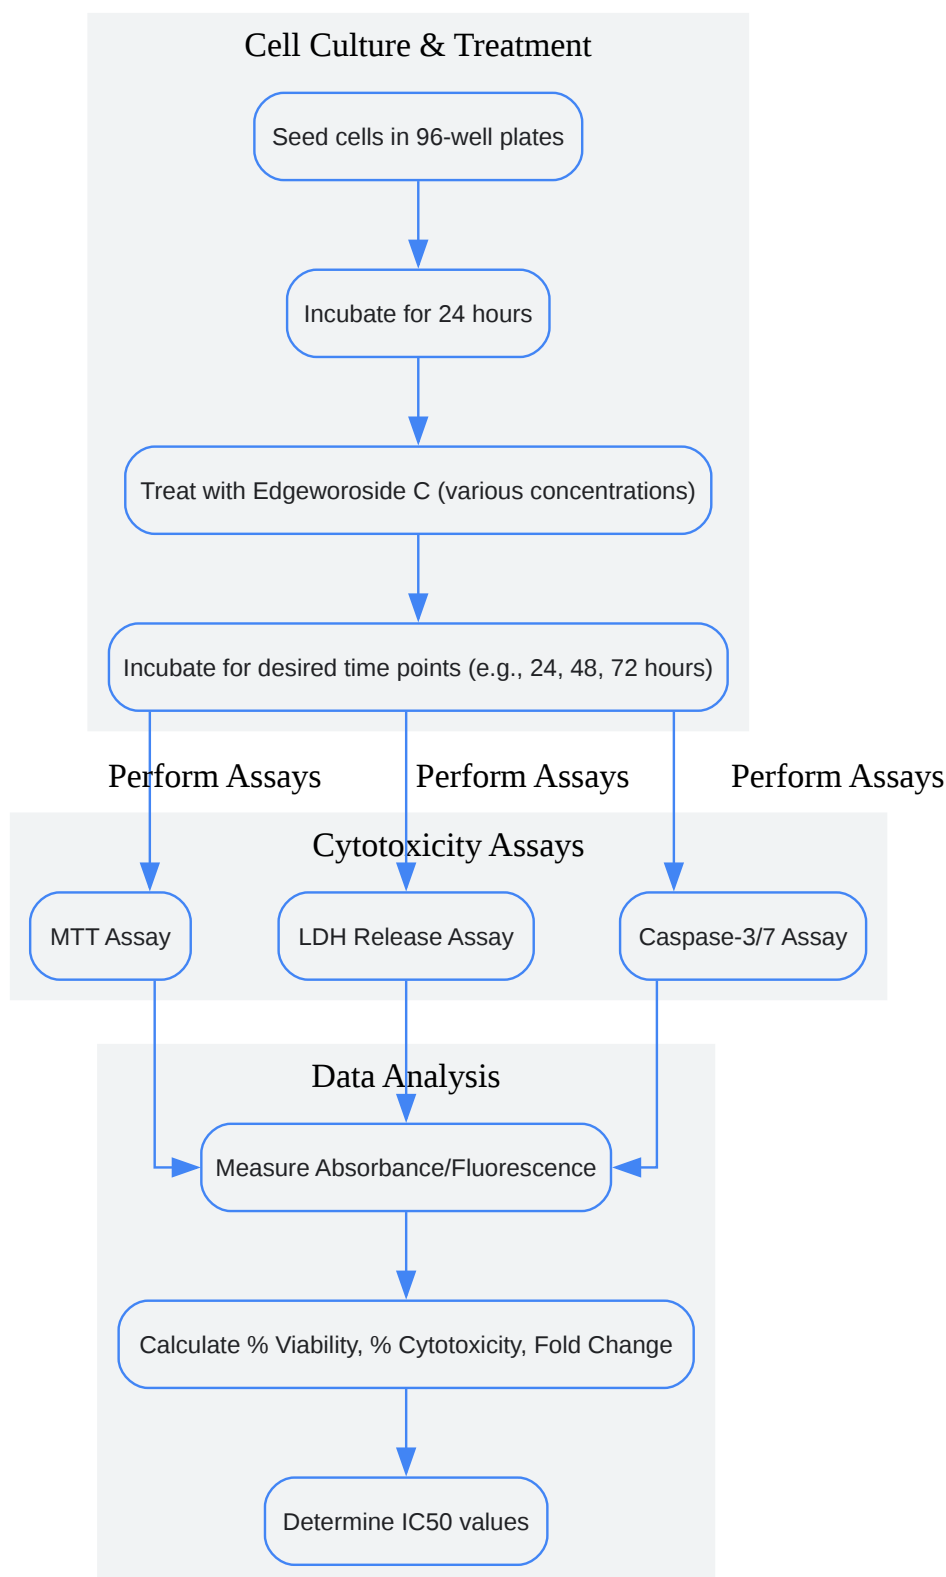 Cell Culture & Treatment
Seed cells in 96-well plates
Incubate for 24 hours
Treat with Edgeworoside C (various concentrations)
Incubate for desired time points (e.g., 24, 48, 72 hours)
Perform Assays
Perform Assays
Perform Assays
Cytotoxicity Assays
MTT Assay
LDH Release Assay
Caspase-3/7 Assay
Data Analysis
Measure Absorbance/Fluorescence
Calculate % Viability, % Cytotoxicity, Fold Change
Determine IC50 values